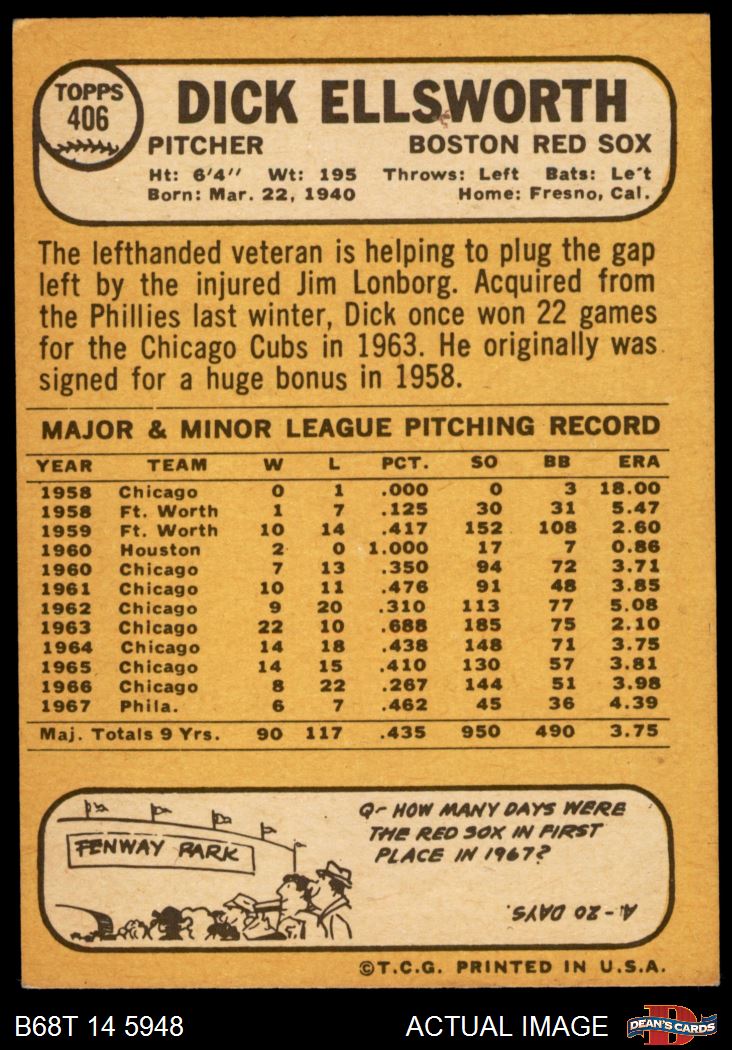 TOPPS
406
DICK ELLSWORTH
PITCHER BOSTON RED SOX
Ht: 6'4" Wt: 195 Throws: Left Bats: Le't
Born: Mar. 22, 1940 Home: Fresno, Cal.
The lefthanded veteran is helping to plug the gap
left by the injured Jim Lonborg. Acquired from
the Phillies last winter, Dick once won 22 games
for the Chicago Cubs in 1963. He originally was
signed for a huge bonus in 1958.
MAJOR & MINOR LEAGUE PITCHING RECORD
YEAR TEAM W L PCT. SO BB ERA
1958 Chicago 0 1 .000 0 3 18.00
1958 Ft. Worth 1 7 .125 30 31 5.47
1959 Ft. Worth 10 14 .417 152 108 2.60
1960 Houston 2 0 1.000 17 7 0.86
1960 Chicago 7 13 .350 94 72 3.71
1961 Chicago 10 11 .476 91 48 3.85
1962 Chicago 9 20 .310 113 77 5.08
1963 Chicago 22 10 .688 185 75 2.10
1964 Chicago 14 18 .438 148 71 3.75
1965 Chicago 14 15 .410 130 57 3.81
1966 Chicago 8 22 .267 144 51 3.98
1967 Phila. 6 7 .462 45 36 4.39
Maj. Totals 9 Yrs. 90 117 .435 950 490 3.75
FENWAY PARK
Q- HOW MANY DAYS WERE
THE RED SOX IN FIRST
PLACE IN 1967?
A-20 DAYS.
©T.C.G. PRINTED IN U.S.A.
B68T 14 5948 ACTUAL IMAGE
D
DEAN'S CARDS